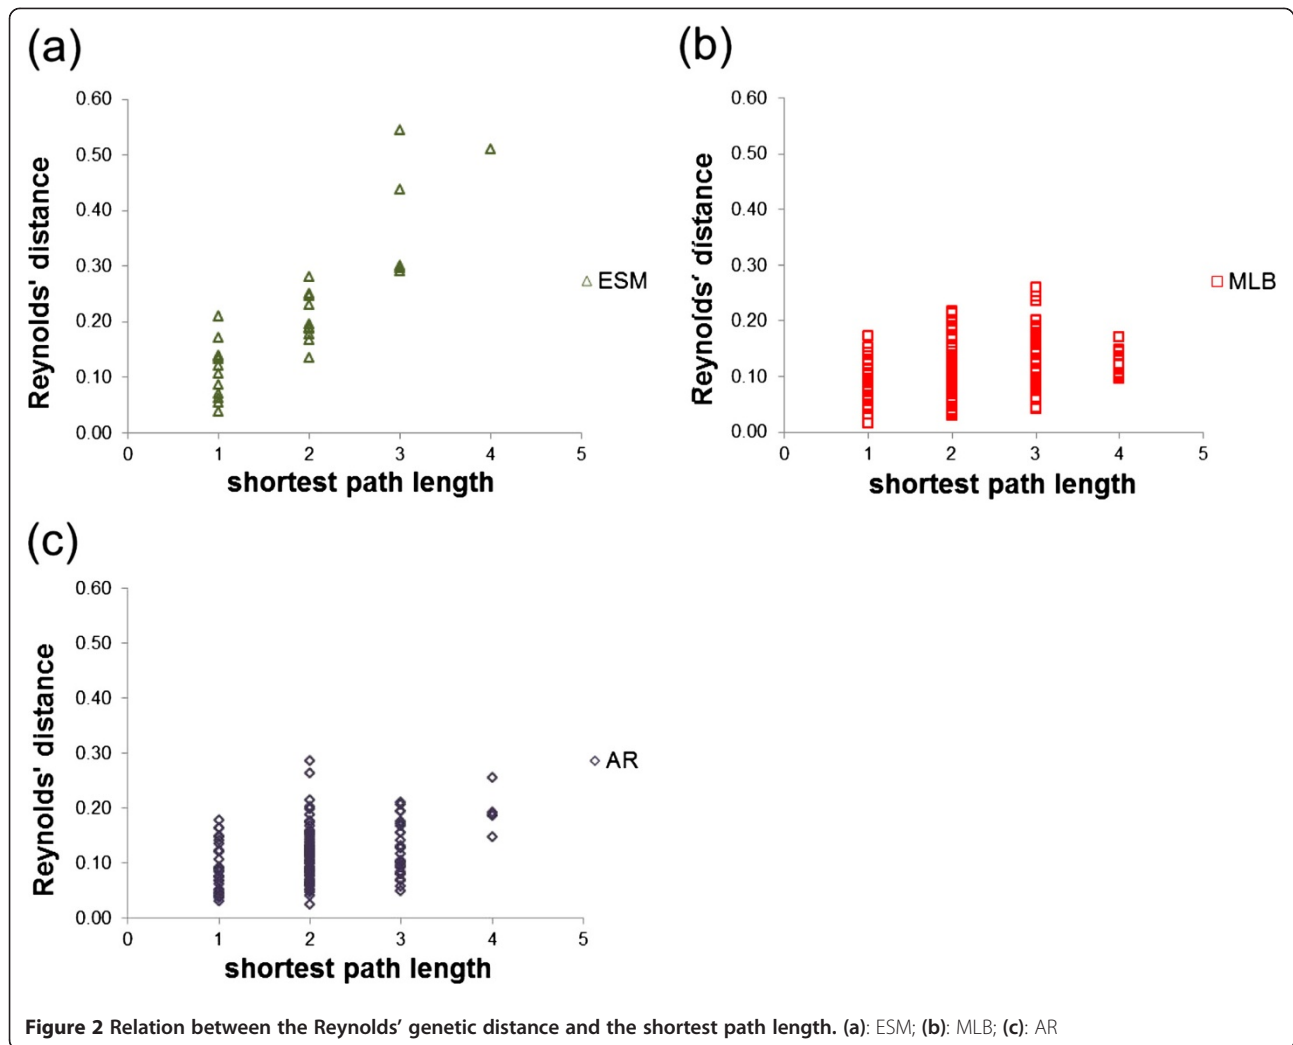 (a)
0.60
0.50
0.40
0.30
0.20
0.10
0.00
Reynolds' distance
0 1 2 3 4 5
shortest path length
ESM
(b)
0.60
0.50
0.40
0.30
0.20
0.10
0.00
Reynolds' distance
0 1 2 3 4 5
shortest path length
MLB
(c)
0.60
0.50
0.40
0.30
0.20
0.10
0.00
Reynolds' distance
0 1 2 3 4 5
shortest path length
AR
Figure 2 Relation between the Reynolds' genetic distance and the shortest path length. (a): ESM; (b): MLB; (c): AR